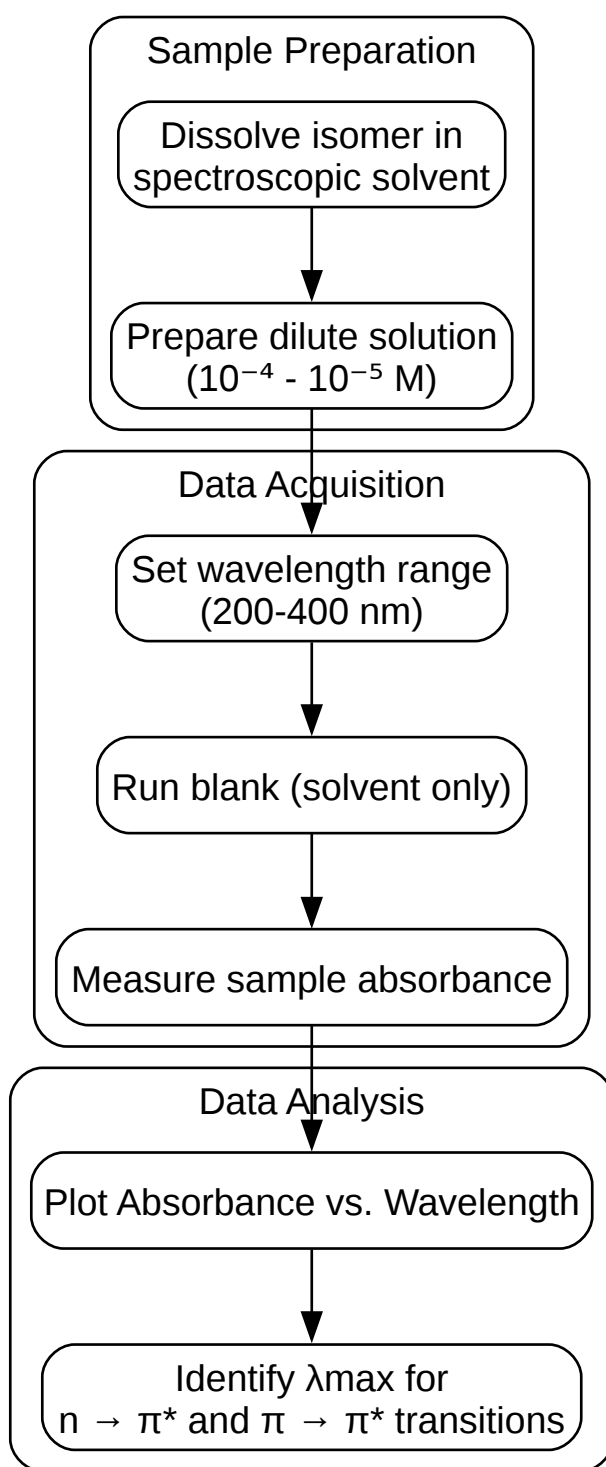 Sample Preparation
Dissolve isomer in
spectroscopic solvent
Prepare dilute solution
(10⁻⁴ - 10⁻⁵ M)
Data Acquisition
Set wavelength range
(200-400 nm)
Run blank (solvent only)
Measure sample absorbance
Data Analysis
Plot Absorbance vs. Wavelength
Identify λmax for
n → π* and π → π* transitions